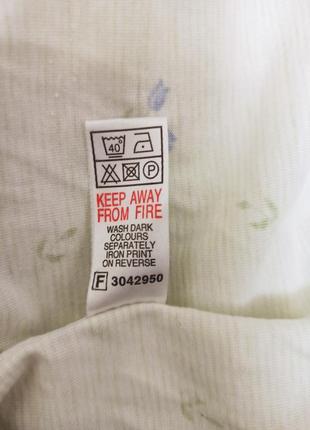 40°
P
KEEP AWAY
FROM FIRE
WASH DARK
COLOURS
SEPARATELY
IRON PRINT
ON REVERSE
F 3042950